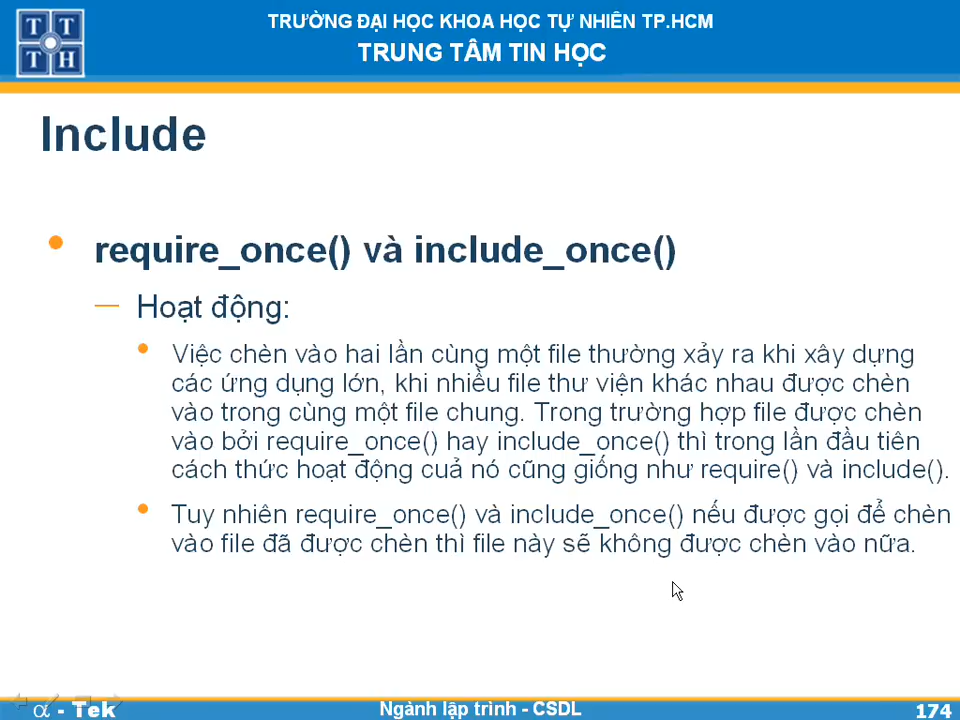 T T
T H
TRƯỜNG ĐẠI HỌC KHOA HỌC TỰ NHIÊN TP.HCM
TRUNG TÂM TIN HỌC
Include
• require_once() và include_once()
– Hoạt động:
• Việc chèn vào hai lần cùng một file thường xảy ra khi xây dựng
các ứng dụng lớn, khi nhiều file thư viện khác nhau được chèn
vào trong cùng một file chung. Trong trường hợp file được chèn
vào bởi require_once() hay include_once() thì trong lần đầu tiên
cách thức hoạt động cuả nó cũng giống như require() và include().
• Tuy nhiên require_once() và include_once() nếu được gọi để chèn
vào file đã được chèn thì file này sẽ không được chèn vào nữa.
α - Tek
Ngành lập trình - CSDL
174